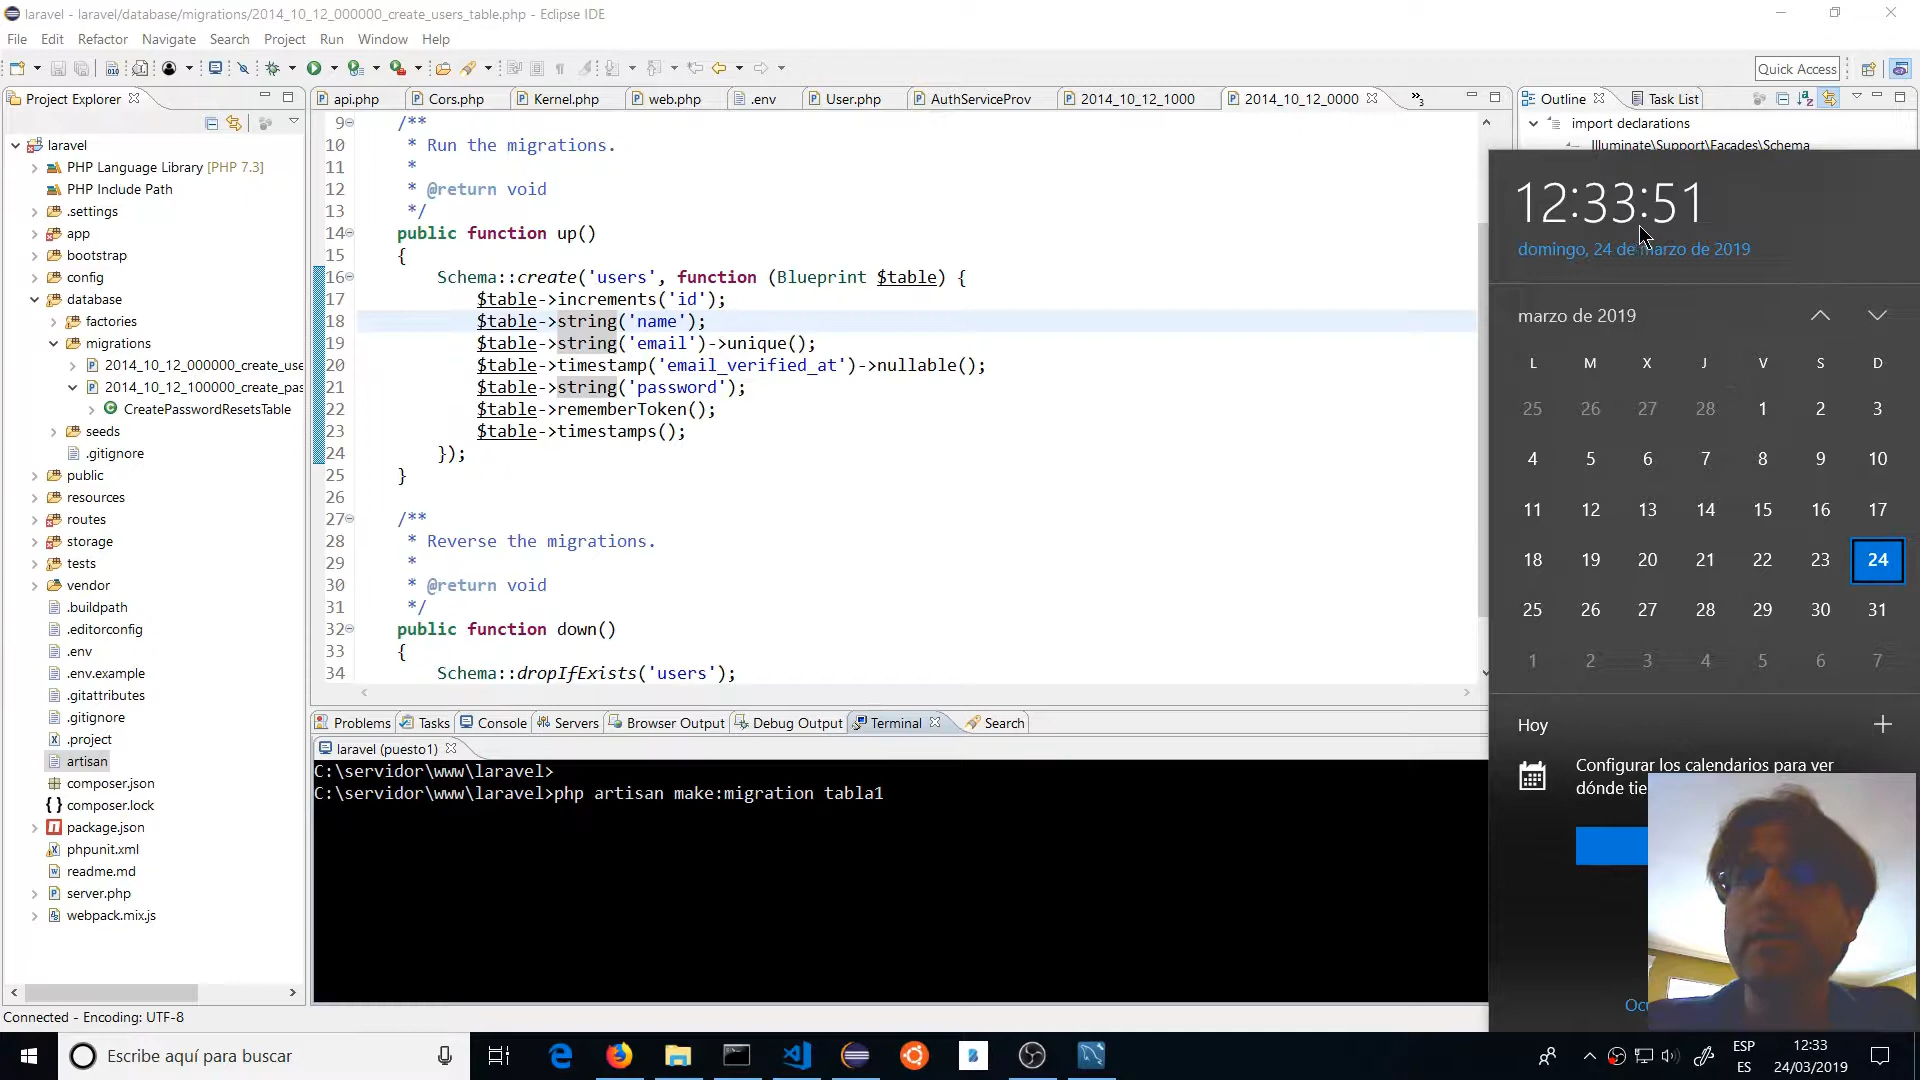 laravel - laravel/database/migrations/2014_10_12_000000_create_users_table.php - Eclipse IDE
File Edit Refactor Navigate Search Project Run Window Help
Quick Access
Project Explorer
laravel
PHP Language Library [PHP 7.3]
PHP Include Path
.settings
app
bootstrap
config
database
factories
migrations
2014_10_12_000000_create_use
2014_10_12_100000_create_pas
CreatePasswordResetsTable
seeds
.gitignore
public
resources
routes
storage
tests
vendor
.buildpath
.editorconfig
.env
.env.example
.gitattributes
.gitignore
.project
artisan
composer.json
composer.lock
package.json
phpunit.xml
readme.md
server.php
webpack.mix.js
api.php Cors.php Kernel.php web.php .env User.php AuthServiceProv 2014_10_12_1000 2014_10_12_0000 »3
9 /**
10 * Run the migrations.
11 *
12 * @return void
13 */
14 public function up()
15 {
16 Schema::create('users', function (Blueprint $table) {
17 $table->increments('id');
18 $table->string('name');
19 $table->string('email')->unique();
20 $table->timestamp('email_verified_at')->nullable();
21 $table->string('password');
22 $table->rememberToken();
23 $table->timestamps();
24 });
25 }
26
27 /**
28 * Reverse the migrations.
29 *
30 * @return void
31 */
32 public function down()
33 {
34 Schema::dropIfExists('users');
Problems Tasks Console Servers Browser Output Debug Output Terminal Search
laravel (puesto1)
C:\servidor\www\laravel>
C:\servidor\www\laravel>php artisan make:migration tabla1
Outline Task List
import declarations
Illuminate\Support\Facades\Schema
12:33:51
domingo, 24 de marzo de 2019
marzo de 2019
L M X J V S D
25 26 27 28 1 2 3
4 5 6 7 8 9 10
11 12 13 14 15 16 17
18 19 20 21 22 23 24
25 26 27 28 29 30 31
1 2 3 4 5 6 7
Hoy
Configurar los calendarios para ver
dónde tie
Connected - Encoding: UTF-8
Escribe aquí para buscar
ESP
ES
12:33
24/03/2019